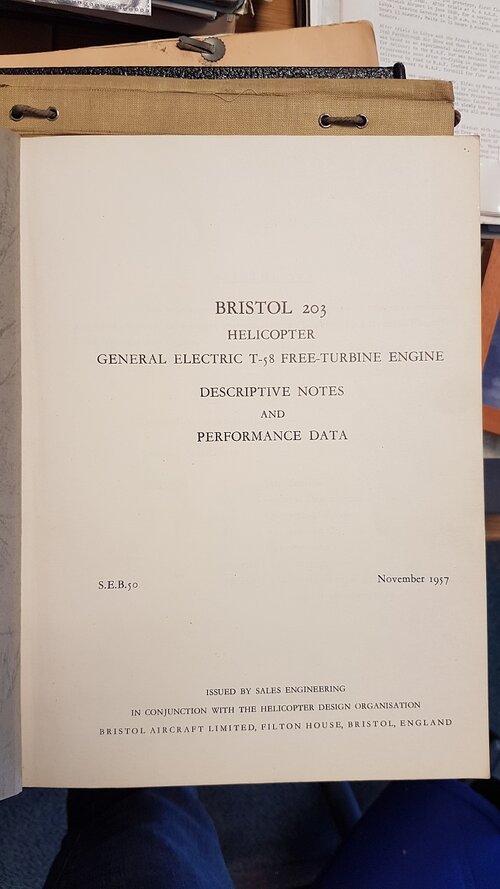 BRISTOL 203
HELICOPTER
GENERAL ELECTRIC T-58 FREE-TURBINE ENGINE
DESCRIPTIVE NOTES
AND
PERFORMANCE DATA
S.E.B.50
November 1957
ISSUED BY SALES ENGINEERING
IN CONJUNCTION WITH THE HELICOPTER DESIGN ORGANISATION
BRISTOL AIRCRAFT LIMITED, FILTON HOUSE, BRISTOL, ENGLAND